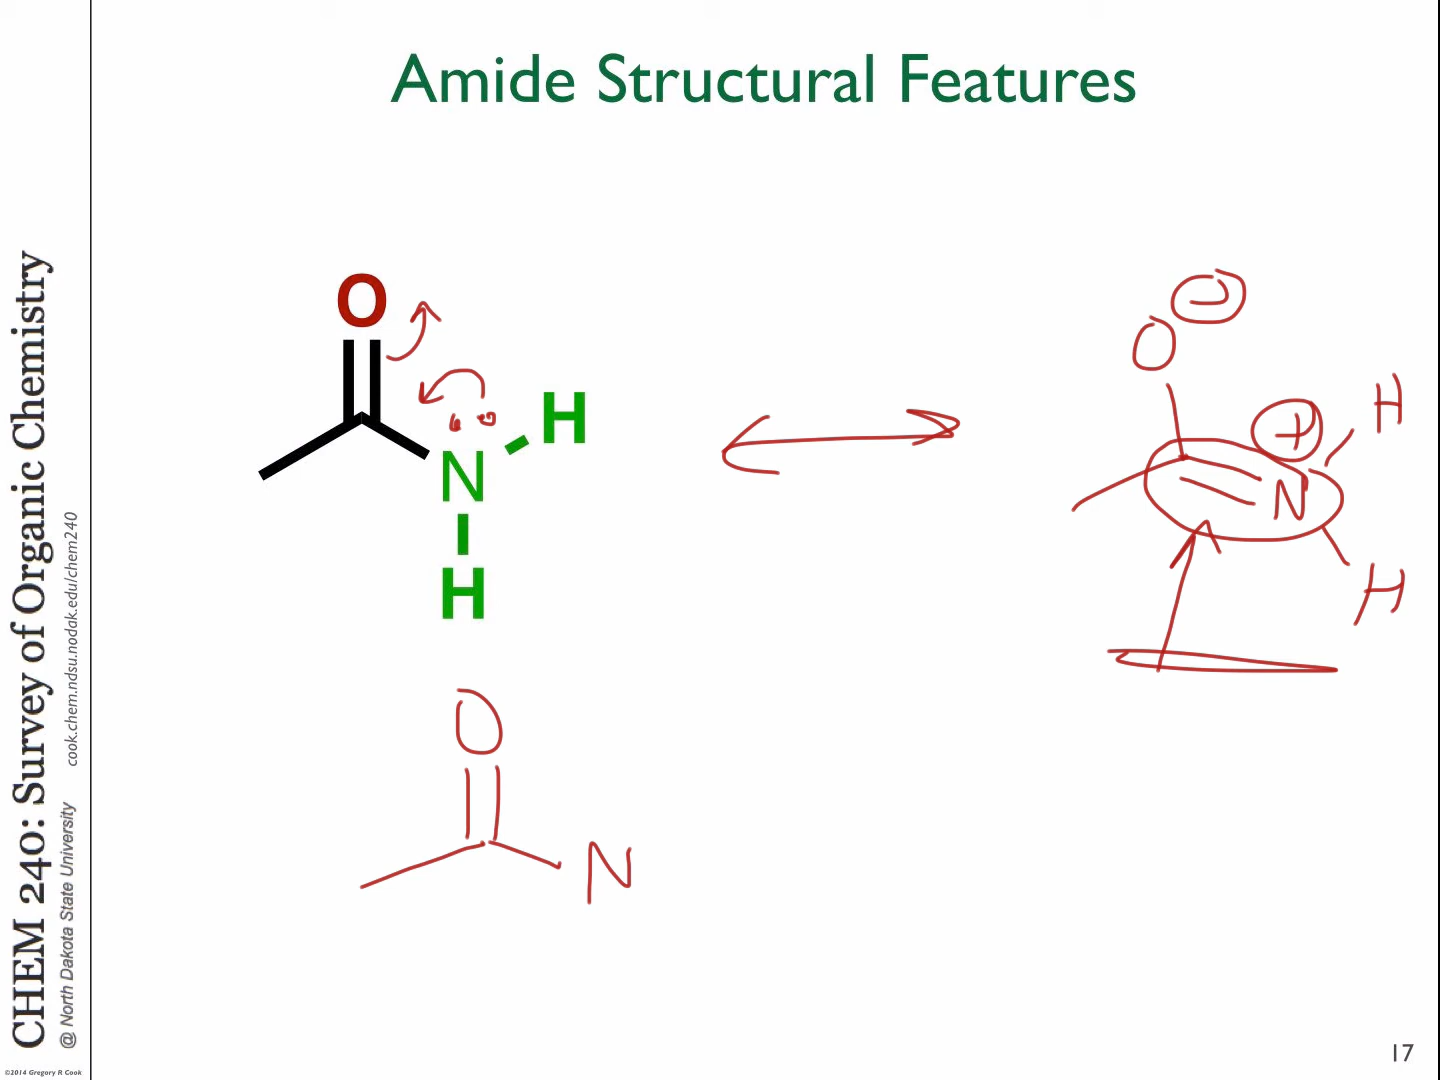 Amide Structural Features
CHEM 240: Survey of Organic Chemistry
@ North Dakota State University cook.chem.ndsu.nodak.edu/chem240
O
H
N
H
O
N
O
H
N
H
17
©2014 Gregory R Cook